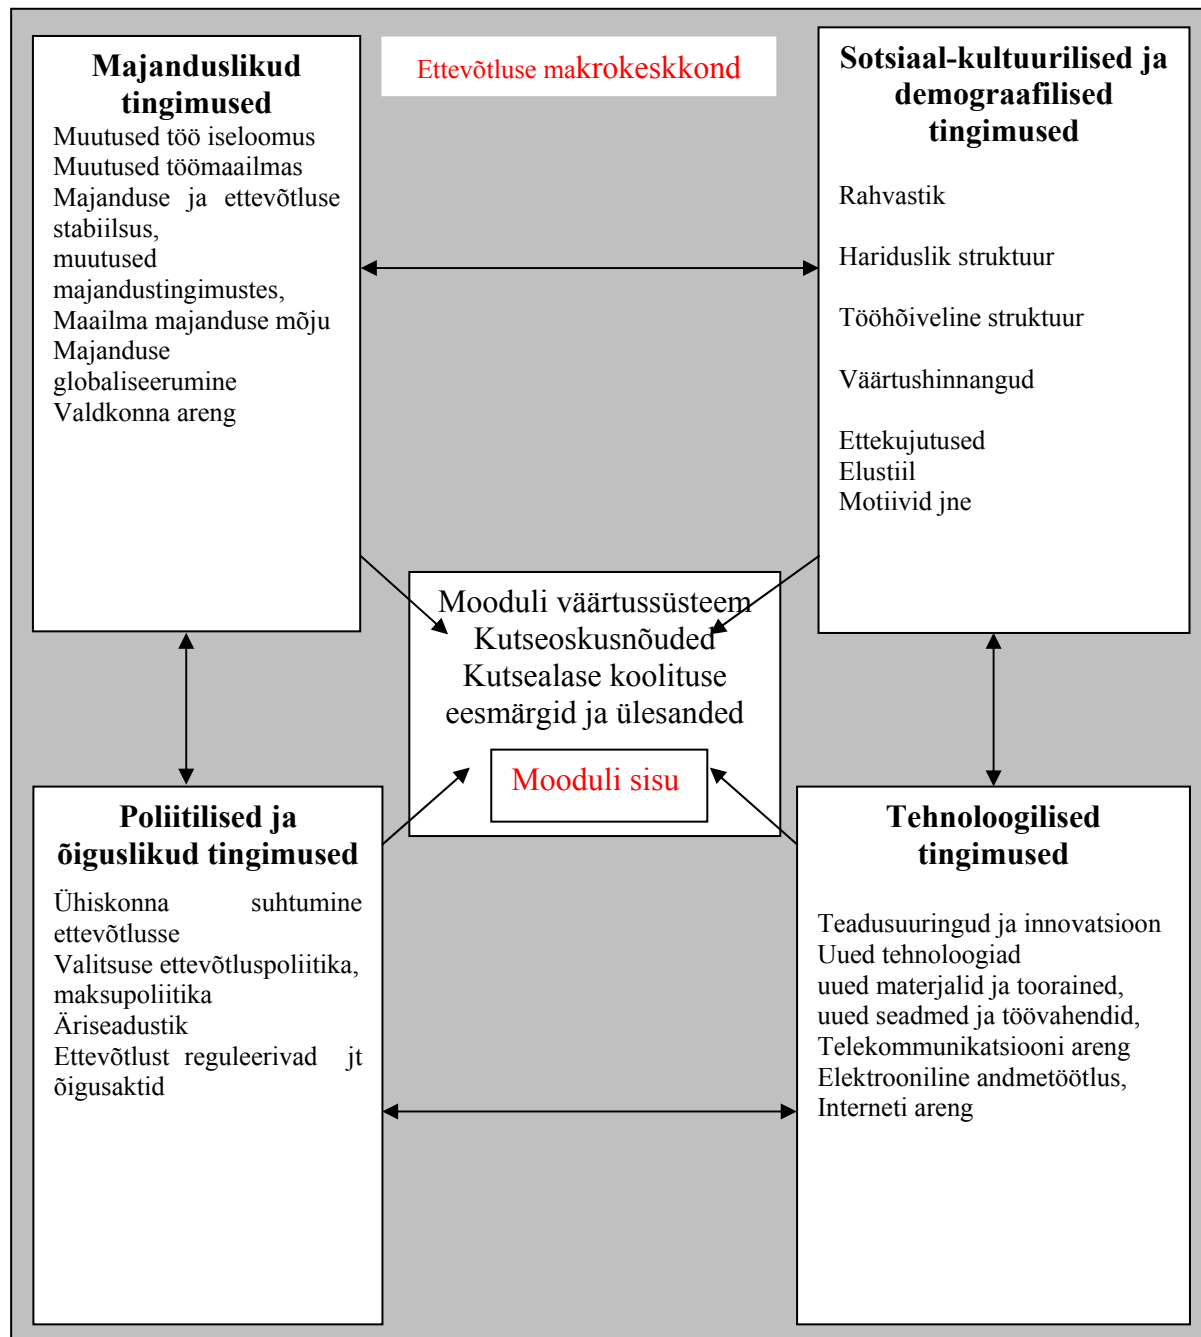 Majanduslikud
tingimused
Muutused töö iseloomus
Muutused töömaailmas
Majanduse ja ettevõtluse
stabiilsus,
muutused
majandustingimustes,
Maailma majanduse mõju
Majanduse
globaliseerumine
Valdkonna areng
Ettevõtluse makrokeskkond
Sotsiaal-kultuurilised ja
demograafilised
tingimused
Rahvastik
Hariduslik struktuur
Tööhõiveline struktuur
Väärtushinnangud
Ettekujutused
Elustiil
Motiivid jne
Mooduli väärtussüsteem
Kutseoskusnõuded
Kutsealase koolituse
eesmärgid ja ülesanded
Mooduli sisu
Poliitilised ja
õiguslikud tingimused
Ühiskonna suhtumine
ettevõtlusse
Valitsuse ettevõtluspoliitika,
maksupoliitika
Äriseadustik
Ettevõtlust reguleerivad jt
õigusaktid
Tehnoloogilised
tingimused
Teadusuuringud ja innovatsioon
Uued tehnoloogiad
uued materjalid ja toorained,
uued seadmed ja töövahendid,
Telekommunikatsiooni areng
Elektrooniline andmetöötlus,
Interneti areng